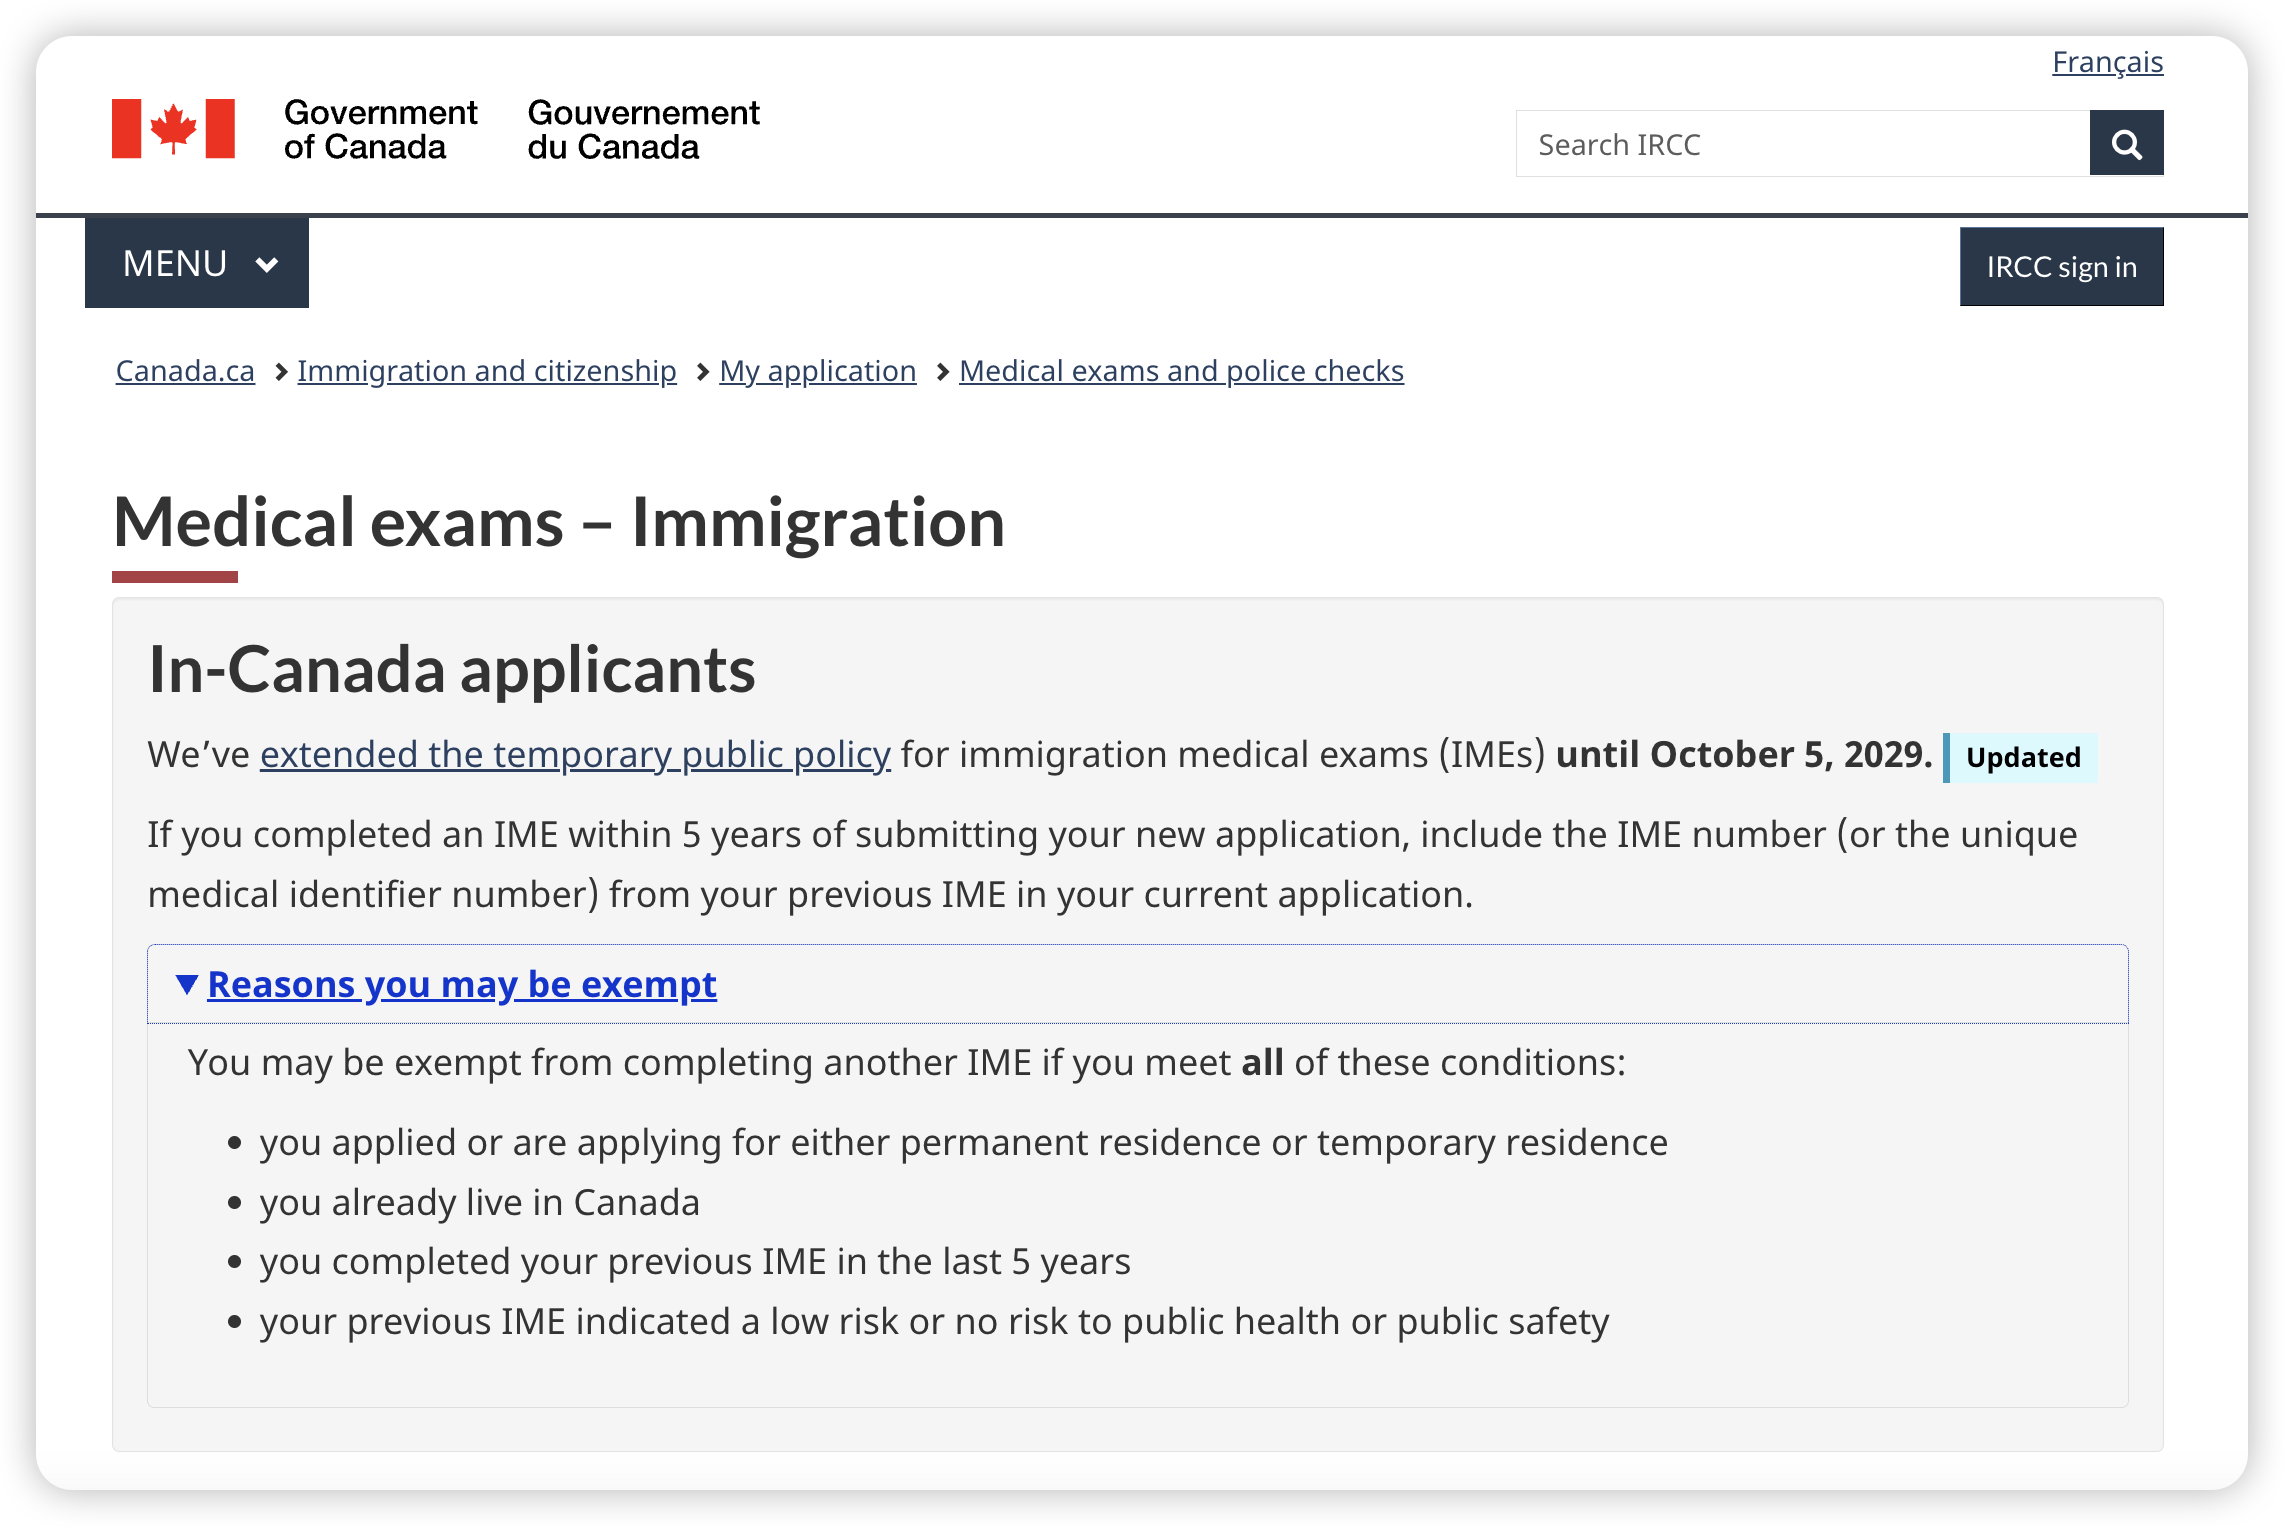 Français
Government
of Canada
Gouvernement
du Canada
Search IRCC
MENU
IRCC sign in
Canada.ca
Immigration and citizenship
My application
Medical exams and police checks
Medical exams – Immigration
In-Canada applicants
We’ve extended the temporary public policy for immigration medical exams (IMEs) until October 5, 2029. Updated
If you completed an IME within 5 years of submitting your new application, include the IME number (or the unique
medical identifier number) from your previous IME in your current application.
Reasons you may be exempt
You may be exempt from completing another IME if you meet all of these conditions:
• you applied or are applying for either permanent residence or temporary residence
• you already live in Canada
• you completed your previous IME in the last 5 years
• your previous IME indicated a low risk or no risk to public health or public safety